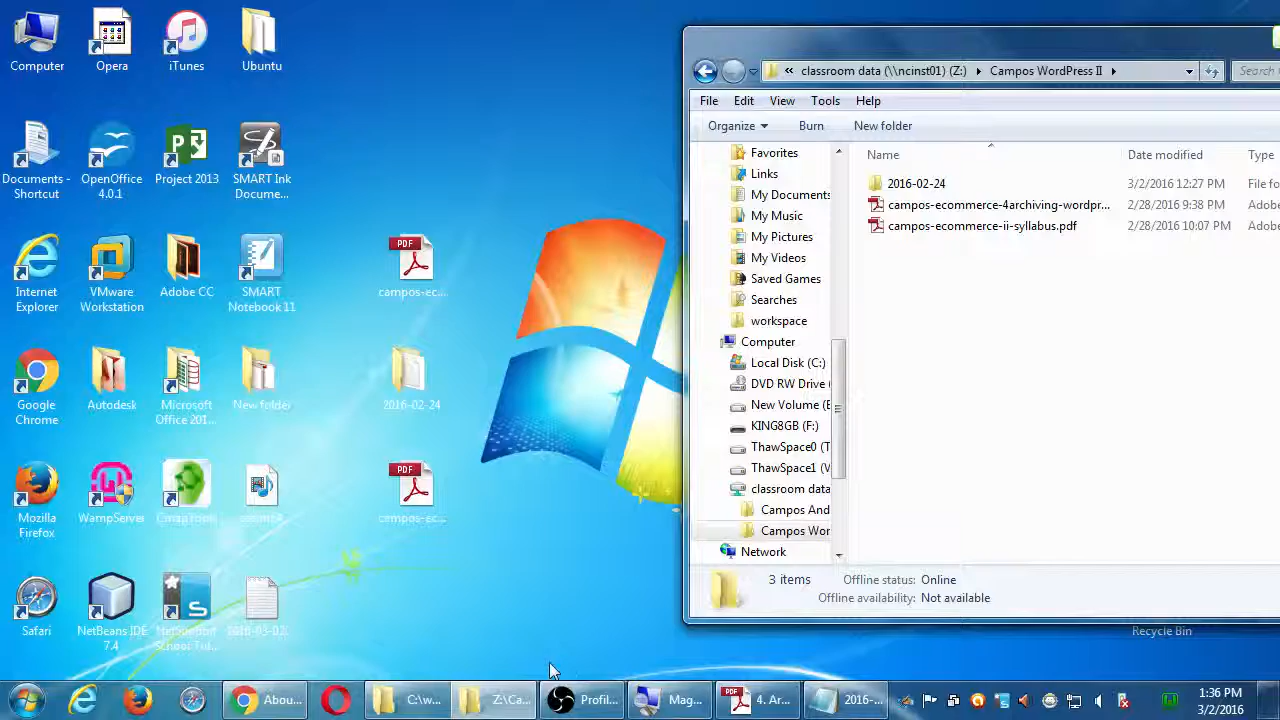 Computer
Opera
iTunes
Ubuntu
Documents -
Shortcut
OpenOffice
4.0.1
Project 2013
SMART Ink
Docume...
Internet
Explorer
VMware
Workstation
Adobe CC
SMART
Notebook 11
PDF
campos-ec...
Google
Chrome
Autodesk
Microsoft
Office 201...
New folder
2016-02-24
Mozilla
Firefox
WampServer
PDF
campos-ec...
Safari
NetBeans IDE
7.4
NetSupport
School Tut...
« classroom data (\\ncinst01) (Z:) ▸ Campos WordPress II ▸
Search
File Edit View Tools Help
Organize Burn New folder
Favorites
Links
My Documents
My Music
My Pictures
My Videos
Saved Games
Searches
workspace
Computer
Local Disk (C:)
DVD RW Drive
New Volume (E
KING8GB (F:)
ThawSpace0 (T
ThawSpace1 (V
classroom data
Campos And
Campos Wor
Network
Name Date modified Type
2016-02-24 3/2/2016 12:27 PM File fo
campos-ecommerce-4archiving-wordpr... 2/28/2016 9:38 PM Adobe
campos-ecommerce-ii-syllabus.pdf 2/28/2016 10:07 PM Adobe
3 items Offline status: Online
Offline availability: Not available
Recycle Bin
Abou... C:\w... Z:\Ca... Profil... Mag... PDF 4. Ar... 2016-...
1:36 PM
3/2/2016